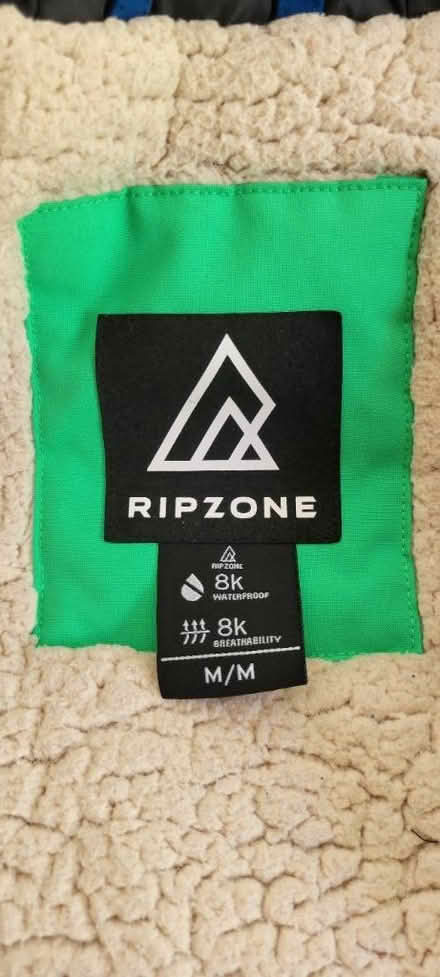 RIPZONE
RIPZONE
8k
WATERPROOF
8k
BREATHABILITY
M/M